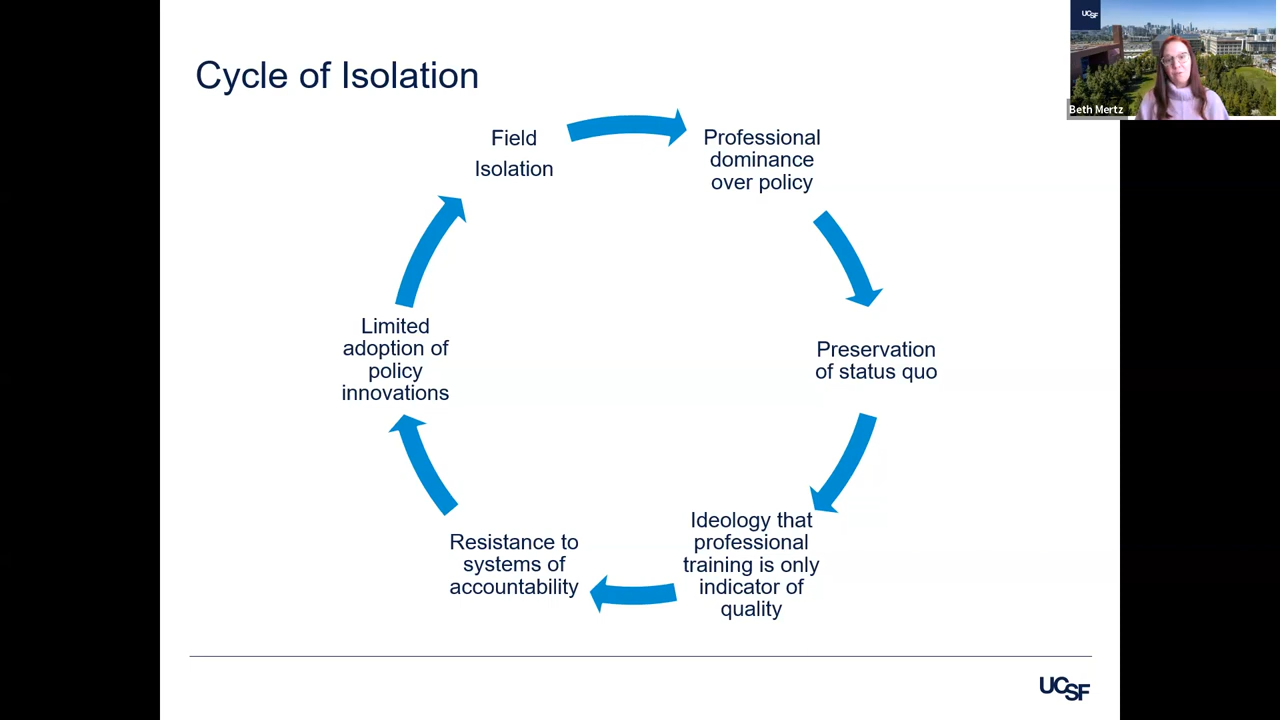 Cycle of Isolation
Field
Isolation
Professional
dominance
over policy
Preservation
of status quo
Ideology that
professional
training is only
indicator of
quality
Resistance to
systems of
accountability
Limited
adoption of
policy
innovations
UCSF
UCSF
Beth Mertz